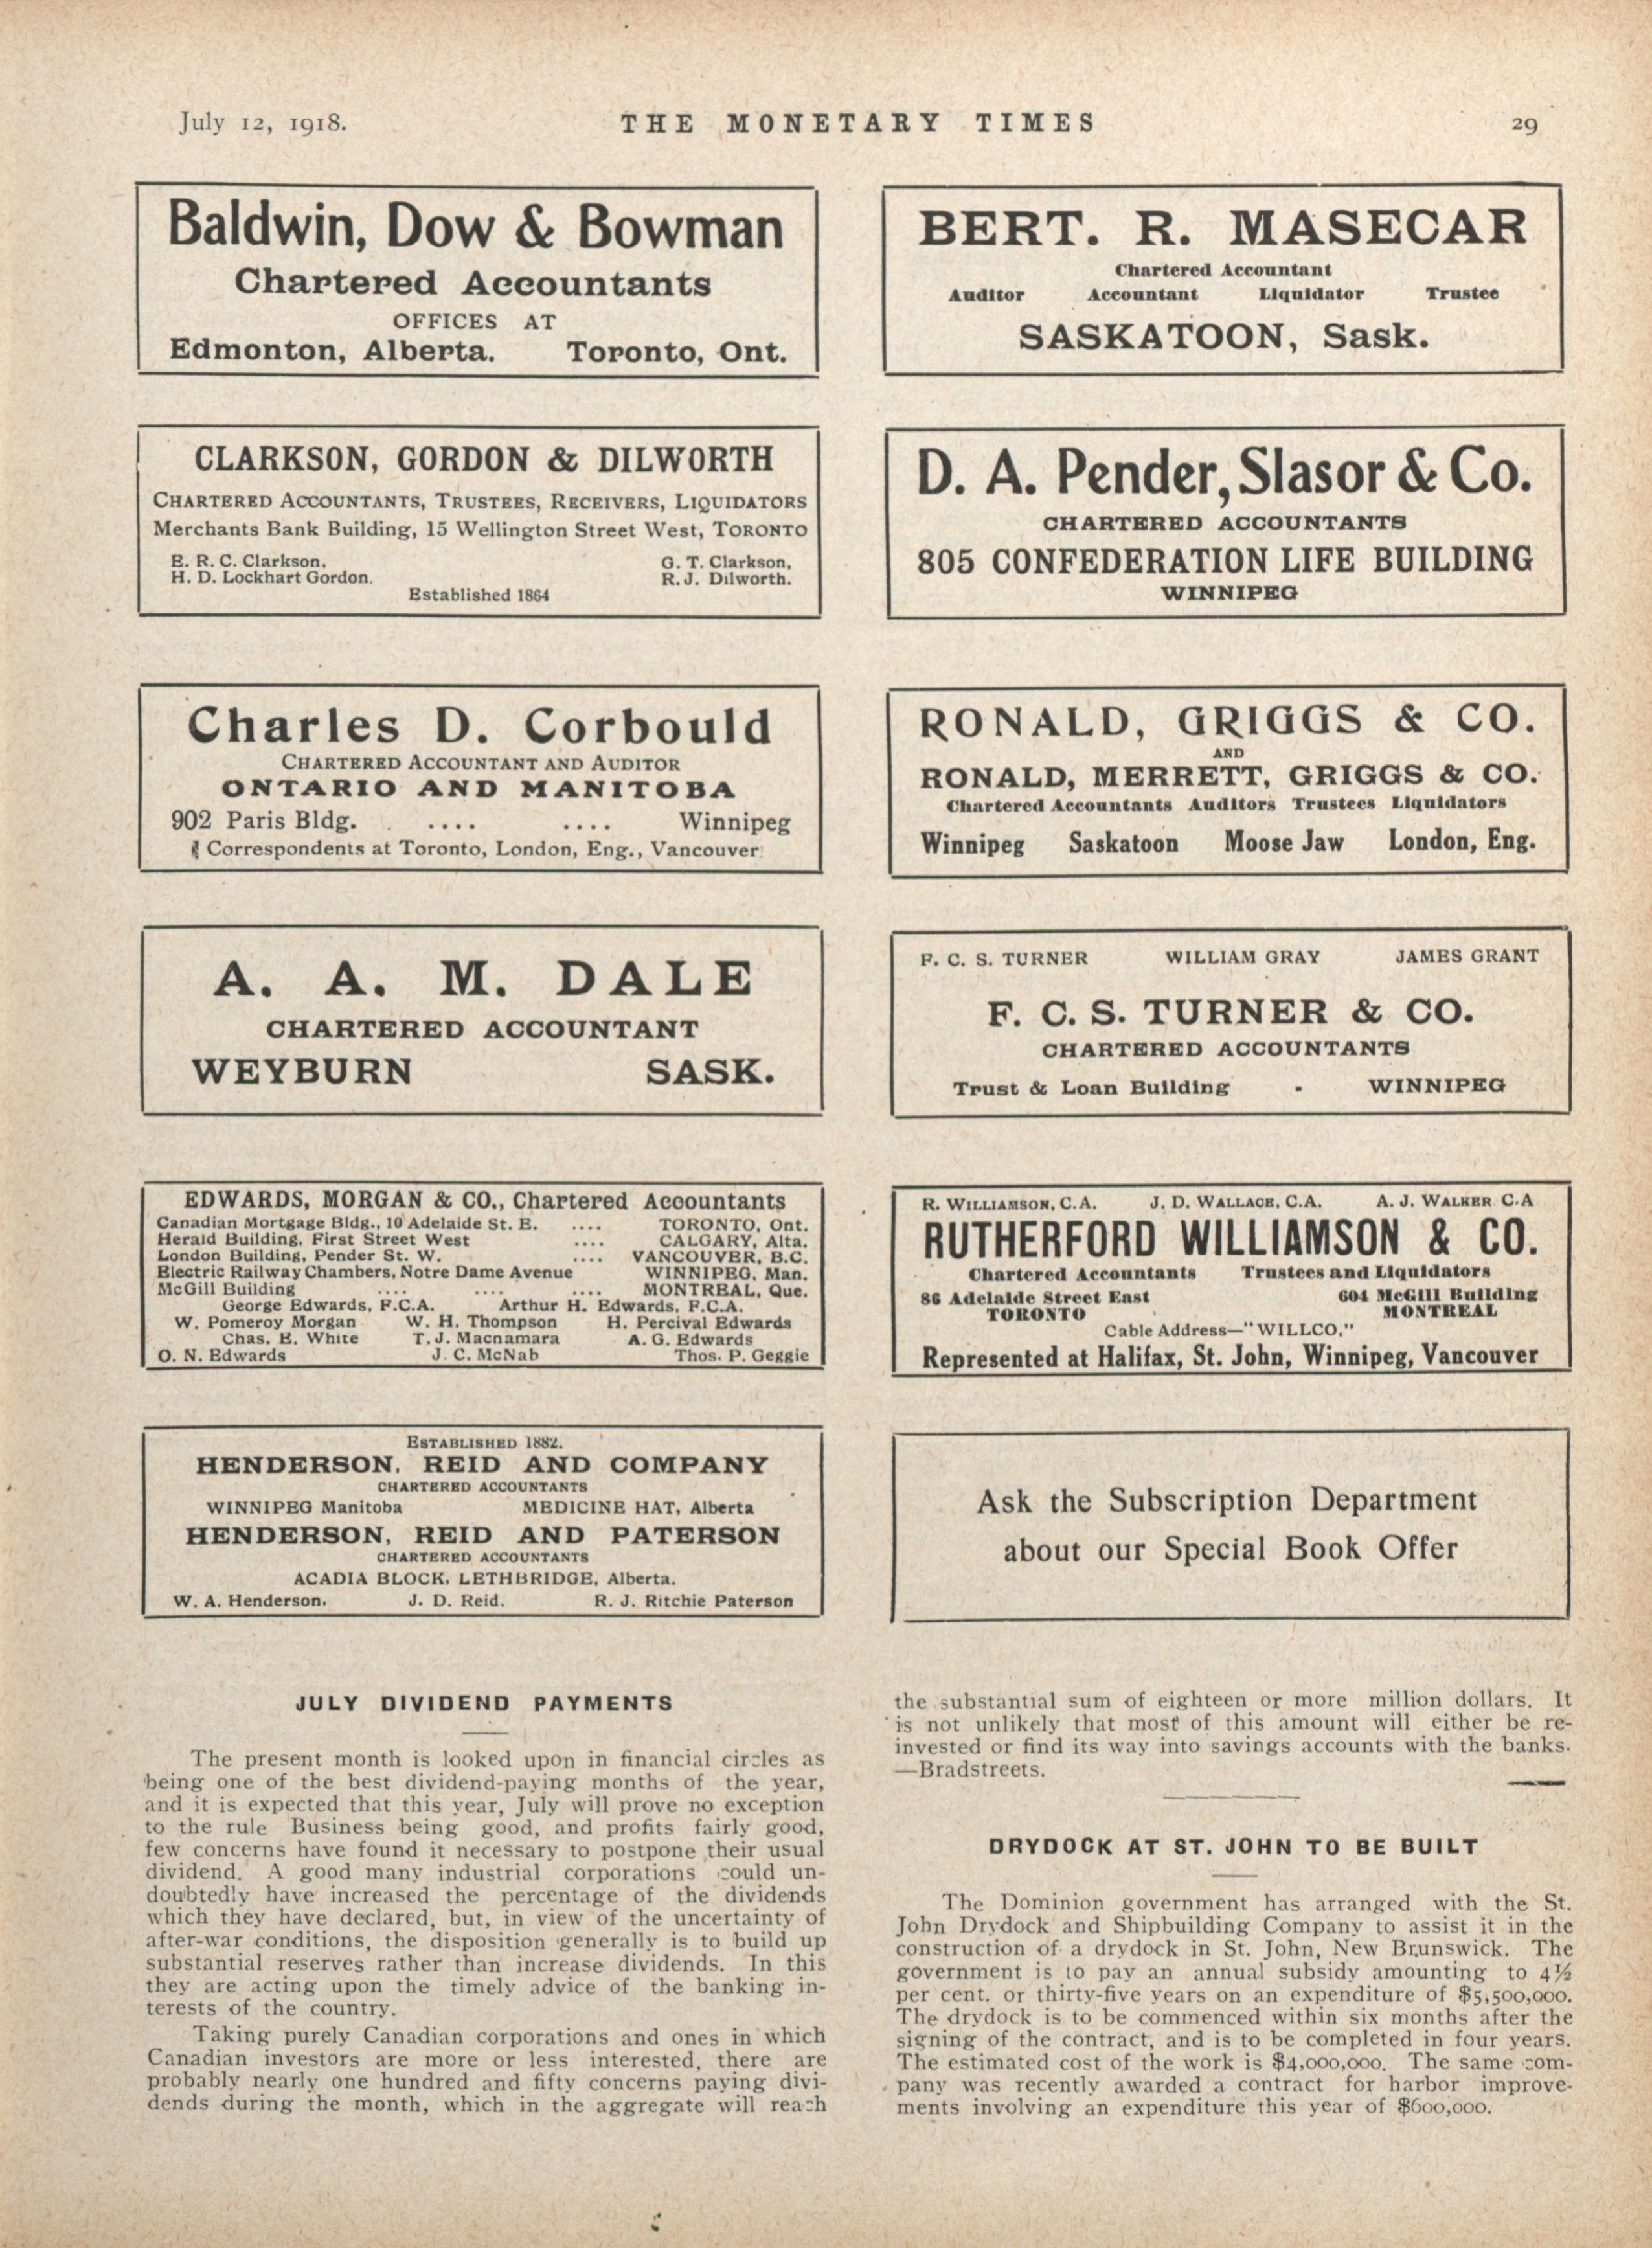 July 12, 1918.
THE MONETARY TIMES
29
Baldwin, Dow & Bowman
Chartered Accountants
OFFICES AT
Edmonton, Alberta. Toronto, Ont.
CLARKSON, GORDON & DILWORTH
CHARTERED ACCOUNTANTS, TRUSTEES, RECEIVERS, LIQUIDATORS
Merchants Bank Building, 15 Wellington Street West, TORONTO
E. R. C. Clarkson. G. T. Clarkson.
H. D. Lockhart Gordon. R. J. Dilworth.
Established 1864
Charles D. Corbould
CHARTERED ACCOUNTANT AND AUDITOR
ONTARIO AND MANITOBA
902 Paris Bldg. .... .... Winnipeg
Correspondents at Toronto, London, Eng., Vancouver
A. A. M. DALE
CHARTERED ACCOUNTANT
WEYBURN SASK.
EDWARDS, MORGAN & CO., Chartered Accountants
Canadian Mortgage Bldg., 10 Adelaide St. E. .... TORONTO, Ont.
Herald Building, First Street West .... CALGARY, Alta.
London Building, Pender St. W. .... VANCOUVER, B.C.
Electric Railway Chambers, Notre Dame Avenue WINNIPEG, Man.
McGill Building .... .... .... MONTREAL, Que.
George Edwards, F.C.A. Arthur H. Edwards, F.C.A.
W. Pomeroy Morgan W. H. Thompson H. Percival Edwards
Chas. E. White T. J. Macnamara A. G. Edwards
O. N. Edwards J. C. McNab Thos. P. Geggie
ESTABLISHED 1882.
HENDERSON, REID AND COMPANY
CHARTERED ACCOUNTANTS
WINNIPEG Manitoba MEDICINE HAT, Alberta
HENDERSON, REID AND PATERSON
CHARTERED ACCOUNTANTS
ACADIA BLOCK, LETHBRIDGE, Alberta.
W. A. Henderson. J. D. Reid. R. J. Ritchie Paterson
BERT. R. MASECAR
Chartered Accountant
Auditor Accountant Liquidator Trustee
SASKATOON, Sask.
D. A. Pender, Slasor & Co.
CHARTERED ACCOUNTANTS
805 CONFEDERATION LIFE BUILDING
WINNIPEG
RONALD, GRIGGS & CO.
AND
RONALD, MERRETT, GRIGGS & CO.
Chartered Accountants Auditors Trustees Liquidators
Winnipeg Saskatoon Moose Jaw London, Eng.
F. C. S. TURNER WILLIAM GRAY JAMES GRANT
F. C. S. TURNER & CO.
CHARTERED ACCOUNTANTS
Trust & Loan Building - WINNIPEG
R. WILLIAMSON, C.A. J. D. WALLACE, C.A. A. J. WALKER C.A
RUTHERFORD WILLIAMSON & CO.
Chartered Accountants Trustees and Liquidators
86 Adelaide Street East 604 McGill Building
TORONTO MONTREAL
Cable Address—"WILLCO."
Represented at Halifax, St. John, Winnipeg, Vancouver
Ask the Subscription Department
about our Special Book Offer
JULY DIVIDEND PAYMENTS
The present month is looked upon in financial circles as
being one of the best dividend-paying months of the year,
and it is expected that this year, July will prove no exception
to the rule Business being good, and profits fairly good,
few concerns have found it necessary to postpone their usual
dividend. A good many industrial corporations could un-
doubtedly have increased the percentage of the dividends
which they have declared, but, in view of the uncertainty of
after-war conditions, the disposition generally is to build up
substantial reserves rather than increase dividends. In this
they are acting upon the timely advice of the banking in-
terests of the country.
Taking purely Canadian corporations and ones in which
Canadian investors are more or less interested, there are
probably nearly one hundred and fifty concerns paying divi-
dends during the month, which in the aggregate will reach
the substantial sum of eighteen or more million dollars. It
is not unlikely that most of this amount will either be re-
invested or find its way into savings accounts with the banks.
—Bradstreets.
DRYDOCK AT ST. JOHN TO BE BUILT
The Dominion government has arranged with the St.
John Drydock and Shipbuilding Company to assist it in the
construction of a drydock in St. John, New Brunswick. The
government is to pay an annual subsidy amounting to 4½
per cent. or thirty-five years on an expenditure of $5,500,000.
The drydock is to be commenced within six months after the
signing of the contract, and is to be completed in four years.
The estimated cost of the work is $4,000,000. The same com-
pany was recently awarded a contract for harbor improve-
ments involving an expenditure this year of $600,000.